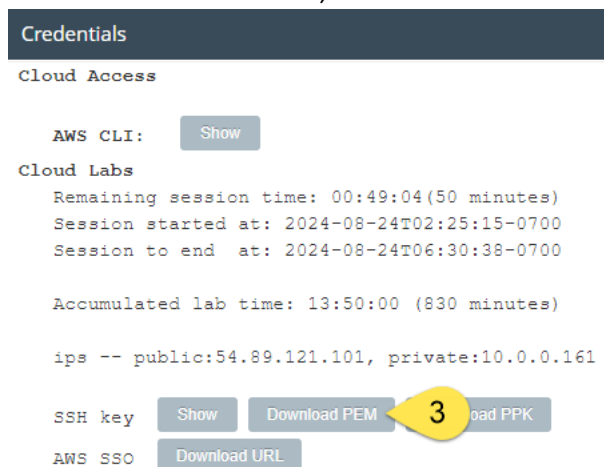 Credentials
Cloud Access
AWS CLI: Show
Cloud Labs
Remaining session time: 00:49:04(50 minutes)
Session started at: 2024-08-24T02:25:15-0700
Session to end  at: 2024-08-24T06:30:38-0700
Accumulated lab time: 13:50:00 (830 minutes)
ips -- public:54.89.121.101, private:10.0.0.161
SSH key Show Download PEM 3 oad PPK
AWS SSO Download URL